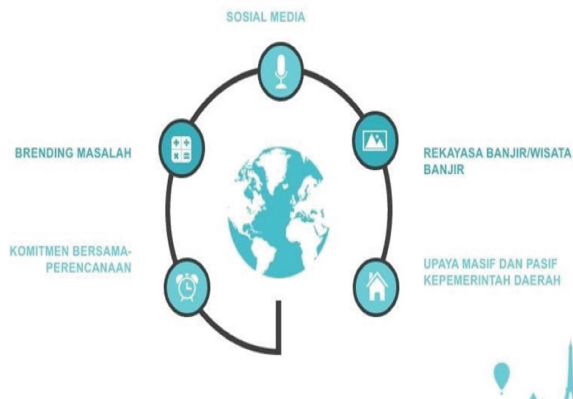 SOSIAL MEDIA
BRENDING MASALAH
REKAYASA BANJIR/WISATA
BANJIR
KOMITMEN BERSAMA-
PERENCANAAN
UPAYA MASIF DAN PASIF
KEPEMERINTAH DAERAH